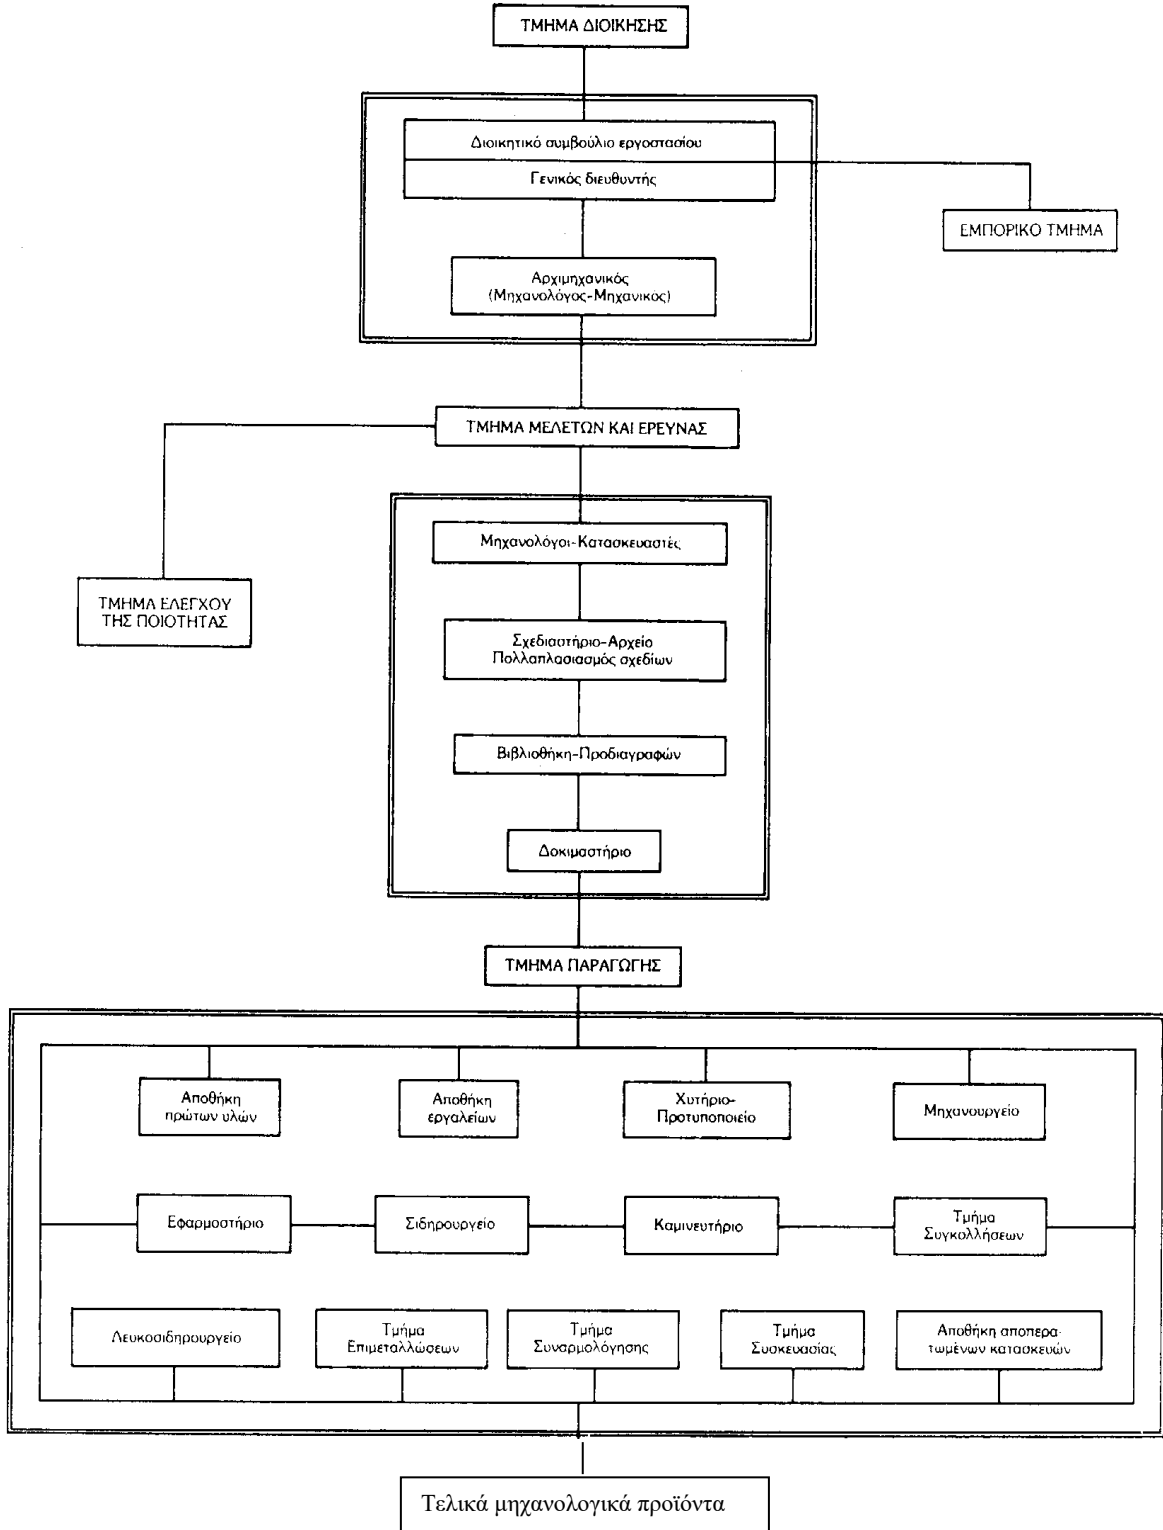 ΤΜΗΜΑ ΔΙΟΙΚΗΣΗΣ
Διοικητικό συμβούλιο εργοστασίου
Γενικός διευθυντής
ΕΜΠΟΡΙΚΟ ΤΜΗΜΑ
Αρχιμηχανικός
(Μηχανολόγος-Μηχανικός)
ΤΜΗΜΑ ΜΕΛΕΤΩΝ ΚΑΙ ΕΡΕΥΝΑΣ
Μηχανολόγοι-Κατασκευαστές
ΤΜΗΜΑ ΕΛΕΓΧΟΥ
ΤΗΣ ΠΟΙΟΤΗΤΑΣ
Σχεδιαστήριο-Αρχείο
Πολλαπλασιασμός σχεδίων
Βιβλιοθήκη-Προδιαγραφών
Δοκιμαστήριο
ΤΜΗΜΑ ΠΑΡΑΓΩΓΗΣ
Αποθήκη
πρώτων υλών
Αποθήκη
εργαλείων
Χυτήριο-
Προτυποποιείο
Μηχανουργείο
Εφαρμοστήριο
Σιδηρουργείο
Καμινευτήριο
Τμήμα
Συγκολλήσεων
Λευκοσιδηρουργείο
Τμήμα
Επιμεταλλώσεων
Τμήμα
Συναρμολόγησης
Τμήμα
Συσκευασίας
Αποθήκη αποπερα-
τωμένων κατασκευών
Τελικά μηχανολογικά προϊόντα